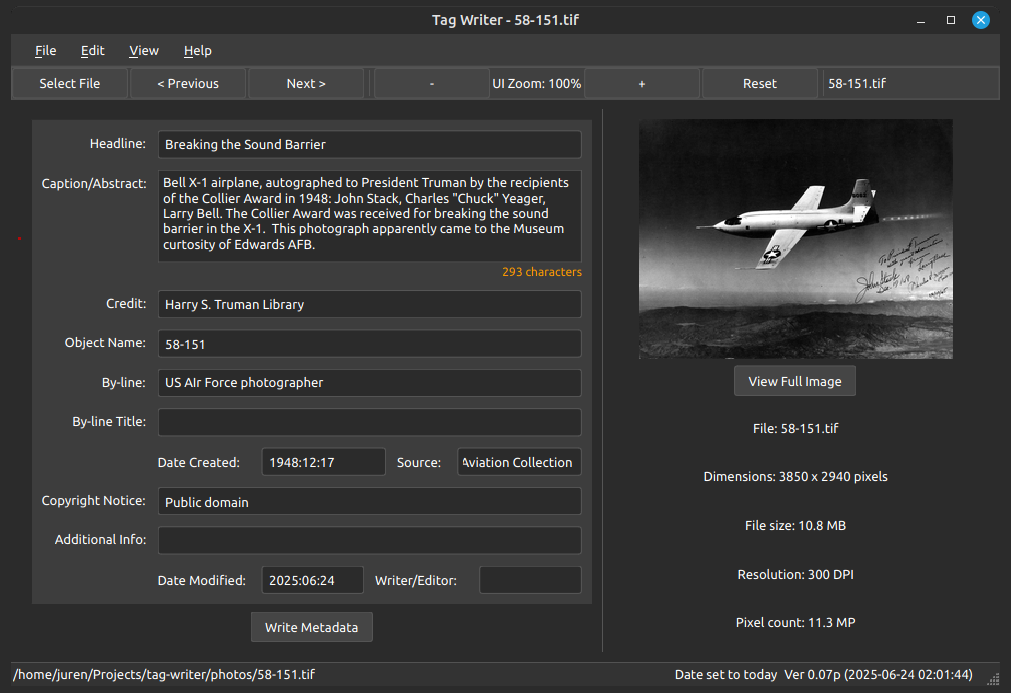 Tag Writer - 58-151.tif
File Edit View Help
Select File < Previous Next > - UI Zoom: 100% + Reset 58-151.tif
Headline: Breaking the Sound Barrier
Caption/Abstract: Bell X-1 airplane, autographed to President Truman by the recipients
of the Collier Award in 1948: John Stack, Charles "Chuck" Yeager,
Larry Bell. The Collier Award was received for breaking the sound
barrier in the X-1.  This photograph apparently came to the Museum
curtosity of Edwards AFB.
293 characters
Credit: Harry S. Truman Library
Object Name: 58-151
By-line: US AIr Force photographer
By-line Title:
Date Created: 1948:12:17 Source: Aviation Collection
Copyright Notice: Public domain
Additional Info:
Date Modified: 2025:06:24 Writer/Editor:
Write Metadata
To President Truman
John Stack
View Full Image
File: 58-151.tif
Dimensions: 3850 x 2940 pixels
File size: 10.8 MB
Resolution: 300 DPI
Pixel count: 11.3 MP
/home/juren/Projects/tag-writer/photos/58-151.tif Date set to today Ver 0.07p (2025-06-24 02:01:44)